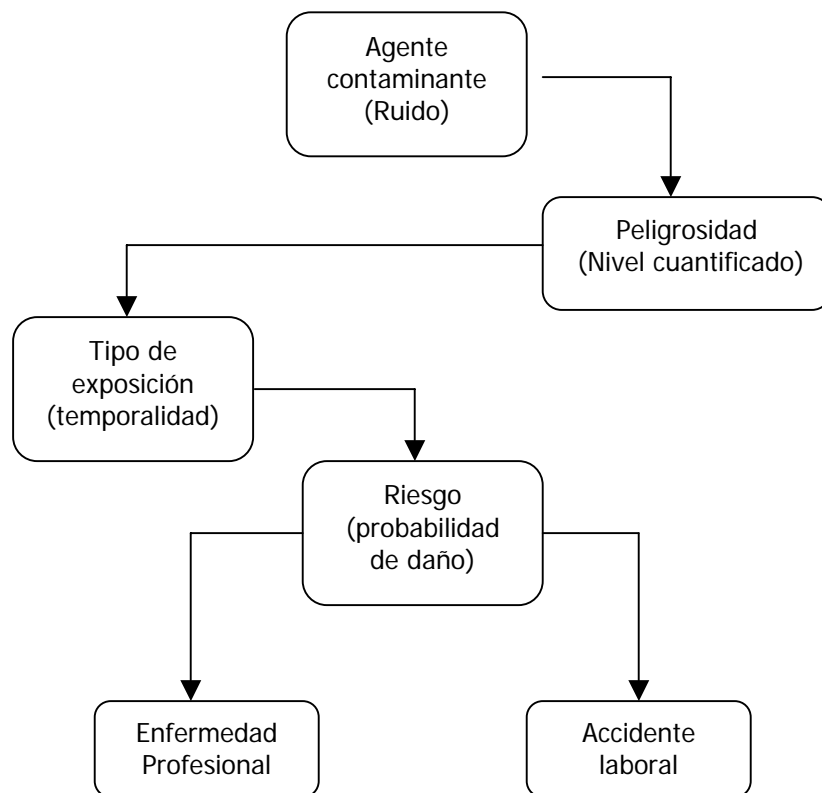 Agente
contaminante
(Ruido)
Peligrosidad
(Nivel cuantificado)
Tipo de
exposición
(temporalidad)
Riesgo
(probabilidad
de daño)
Enfermedad
Profesional
Accidente
laboral